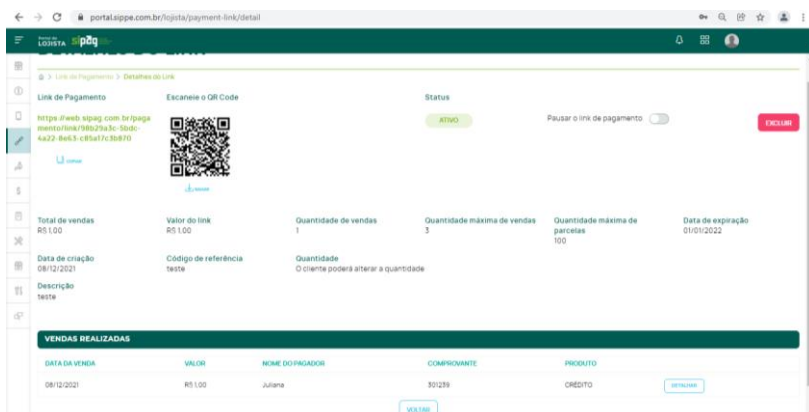 portal.sippe.com.br/lojista/payment-link/detail
LOJISTA sipag
DETALHES DO LINK
> Link de Pagamento > Detalhes do Link
Link de Pagamento
Escaneie o QR Code
Status
https://web.sipag.com.br/paga
mento/link/98b29a3c-5bdc-
4a22-8e63-c85a17c3b870
ATIVO
Pausar o link de pagamento
EXCLUIR
Total de vendas
Valor do link
Quantidade de vendas
Quantidade máxima de vendas
Quantidade máxima de
parcelas
Data de expiração
R$ 1,00
R$ 1,00
1
3
100
01/01/2022
Data de criação
Código de referência
Quantidade
08/12/2021
teste
O cliente poderá alterar a quantidade
Descrição
teste
VENDAS REALIZADAS
DATA DA VENDA
VALOR
NOME DO PAGADOR
COMPROVANTE
PRODUTO
08/12/2021
R$ 1,00
Juliana
301239
CRÉDITO
DETALHAR
VOLTAR